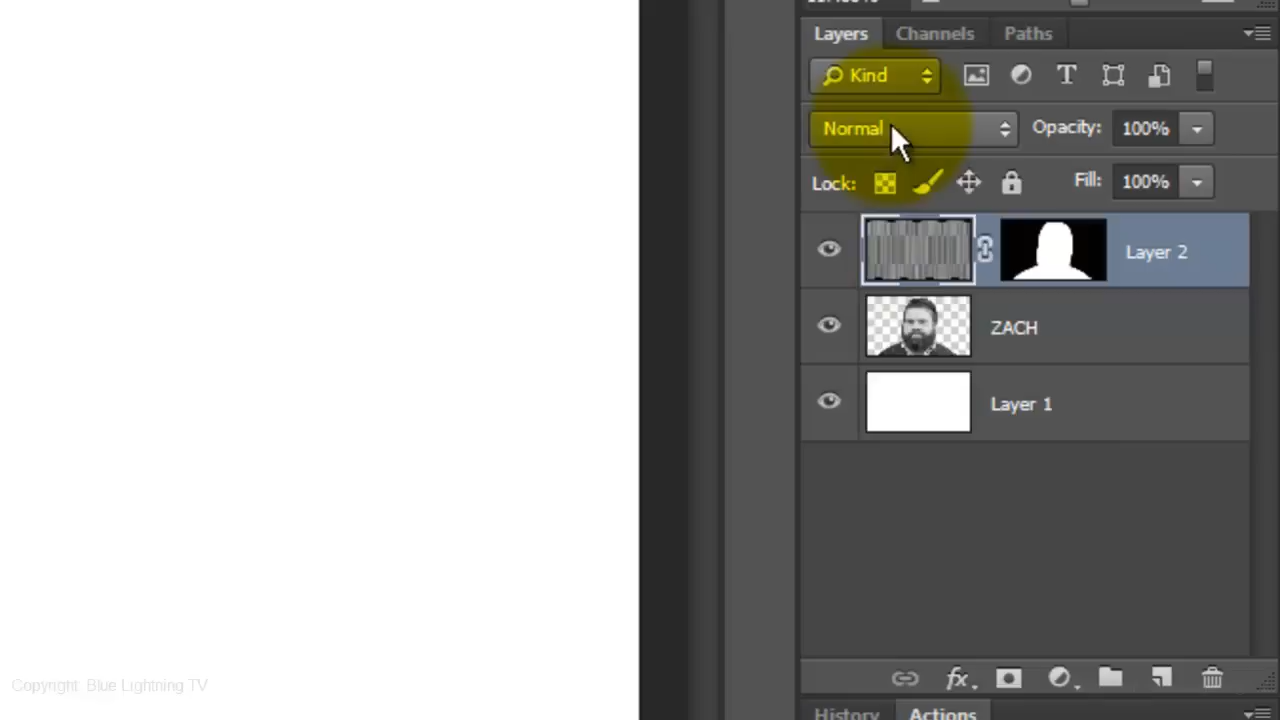 Layers Channels Paths
Kind
Normal Opacity: 100%
Lock: Fill: 100%
Layer 2
ZACH
Layer 1
fx
History Actions
Copyright Blue Lightning TV